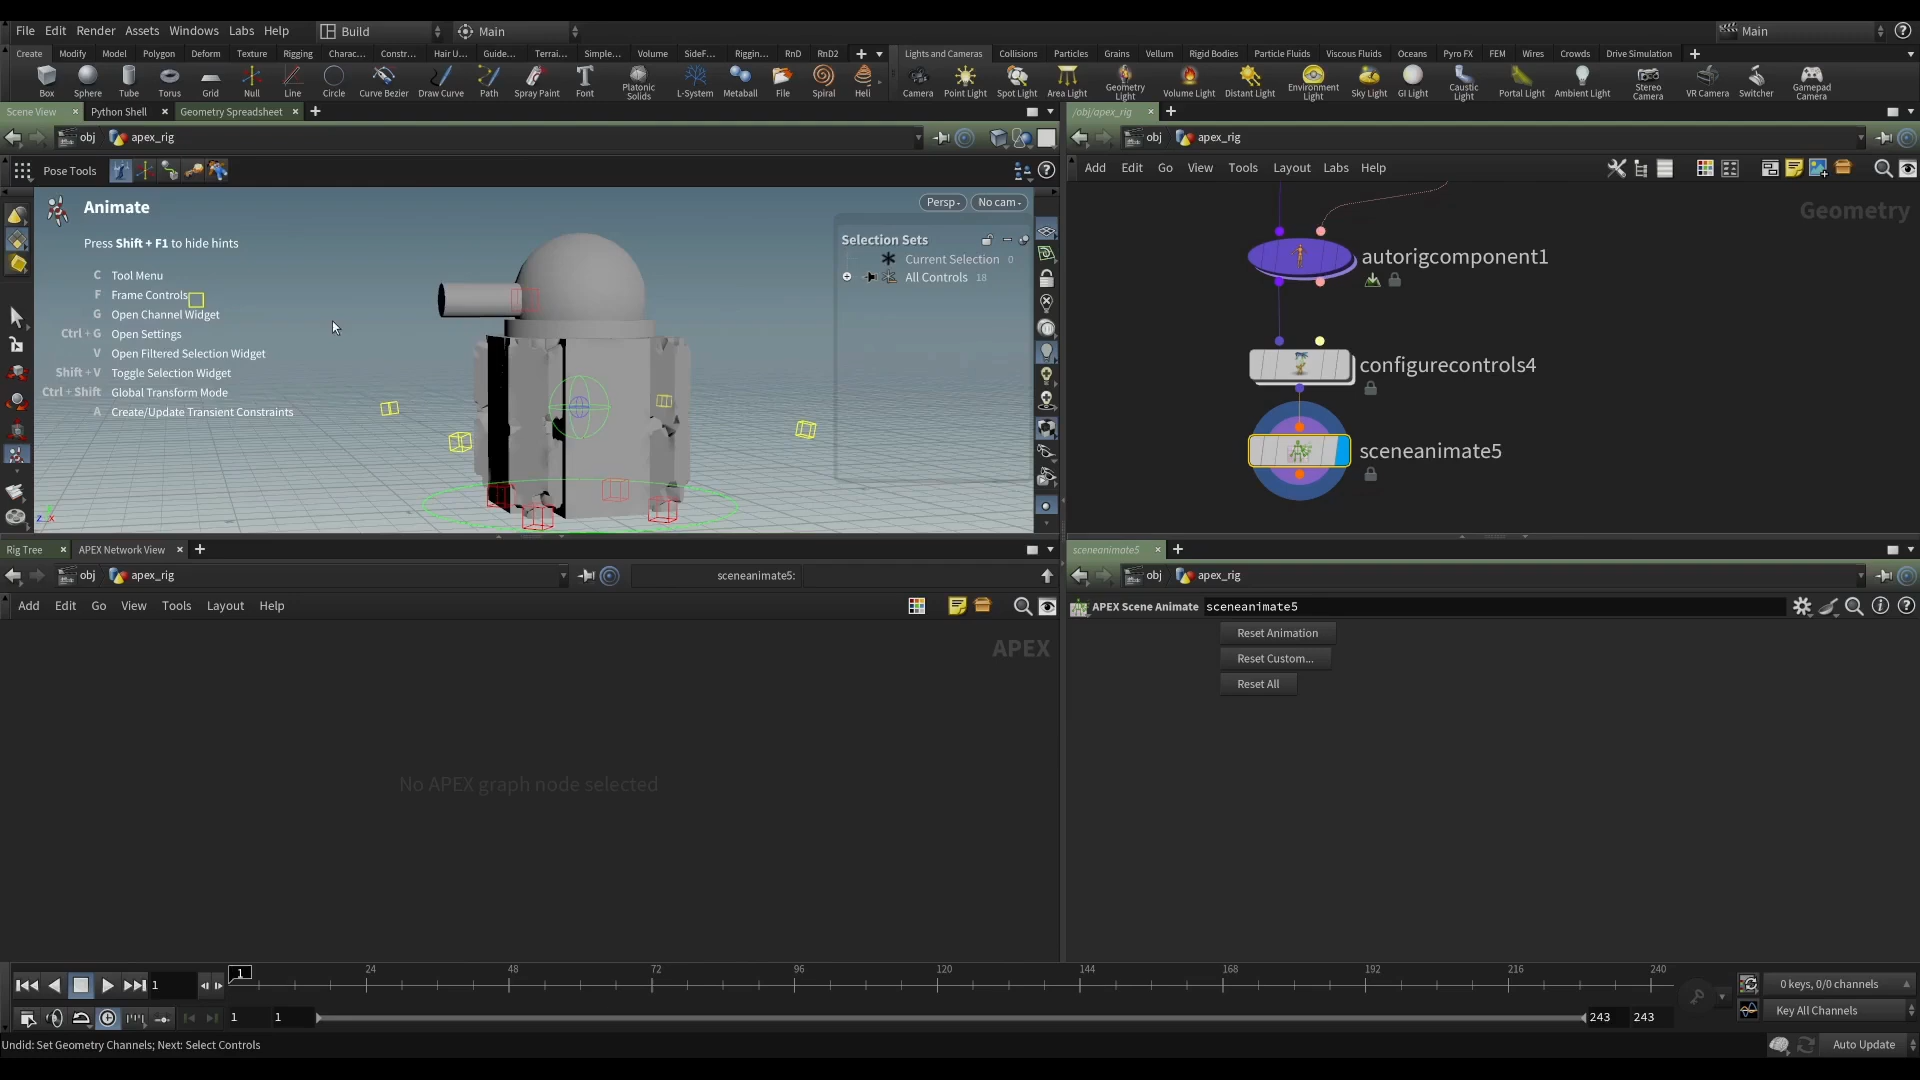 File Edit Render Assets Windows Labs Help Build Main Main
Create Modify Model Polygon Deform Texture Rigging Charac... Constr... Hair U... Guide... Terrai... Simple... Volume SideF... Riggin... RnD RnD2 Lights and Cameras Collisions Particles Grains Vellum Rigid Bodies Particle Fluids Viscous Fluids Oceans Pyro FX FEM Wires Crowds Drive Simulation
Box Sphere Tube Torus Grid Null Line Circle Curve Bezier Draw Curve Path Spray Paint Font Platonic Solids L-System Metaball File Spiral Heli Camera Point Light Spot Light Area Light Geometry Light Volume Light Distant Light Environment Light Sky Light GI Light Caustic Light Portal Light Ambient Light Stereo Camera VR Camera Switcher Gamepad Camera
Scene View Python Shell Geometry Spreadsheet /obj/apex_rig
obj apex_rig obj apex_rig
Pose Tools
Add Edit Go View Tools Layout Labs Help
Animate
Persp No cam
Geometry
Press Shift + F1 to hide hints
C Tool Menu
F Frame Controls
G Open Channel Widget
Ctrl + G Open Settings
V Open Filtered Selection Widget
Shift + V Toggle Selection Widget
Ctrl + Shift Global Transform Mode
A Create/Update Transient Constraints
Selection Sets
Current Selection 0
All Controls 18
z x
autorigcomponent1
configurecontrols4
sceneanimate5
Rig Tree APEX Network View sceneanimate5
obj apex_rig sceneanimate5: obj apex_rig
Add Edit Go View Tools Layout Help
APEX Scene Animate sceneanimate5
APEX
Reset Animation
Reset Custom...
Reset All
No APEX graph node selected
1 1 24 48 72 96 120 144 168 192 216 240
0 keys, 0/0 channels
1 1 243 243 Key All Channels
Undid: Set Geometry Channels; Next: Select Controls Auto Update